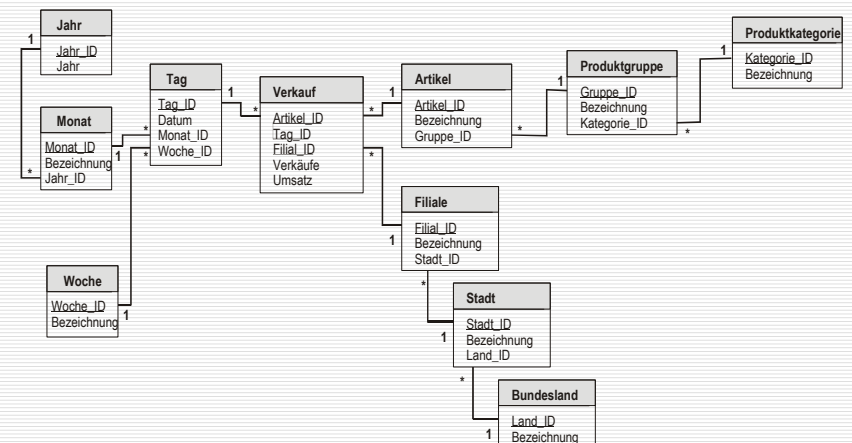 Jahr
1
Jahr_ID
Jahr
Monat
Monat_ID
Bezeichnung
Jahr_ID
*
1
Tag
Tag_ID
Datum
Monat_ID
Woche_ID
*
*
1
Woche
Woche_ID
Bezeichnung
1
Verkauf
Artikel_ID
Tag_ID
Filial_ID
Verkäufe
Umsatz
*
*
*
Artikel
Artikel_ID
Bezeichnung
Gruppe_ID
1
*
Produktgruppe
Gruppe_ID
Bezeichnung
Kategorie_ID
1
*
Produktkategorie
Kategorie_ID
Bezeichnung
1
Filiale
Filial_ID
Bezeichnung
Stadt_ID
1
*
Stadt
Stadt_ID
Bezeichnung
Land_ID
1
*
Bundesland
Land_ID
Bezeichnung
1